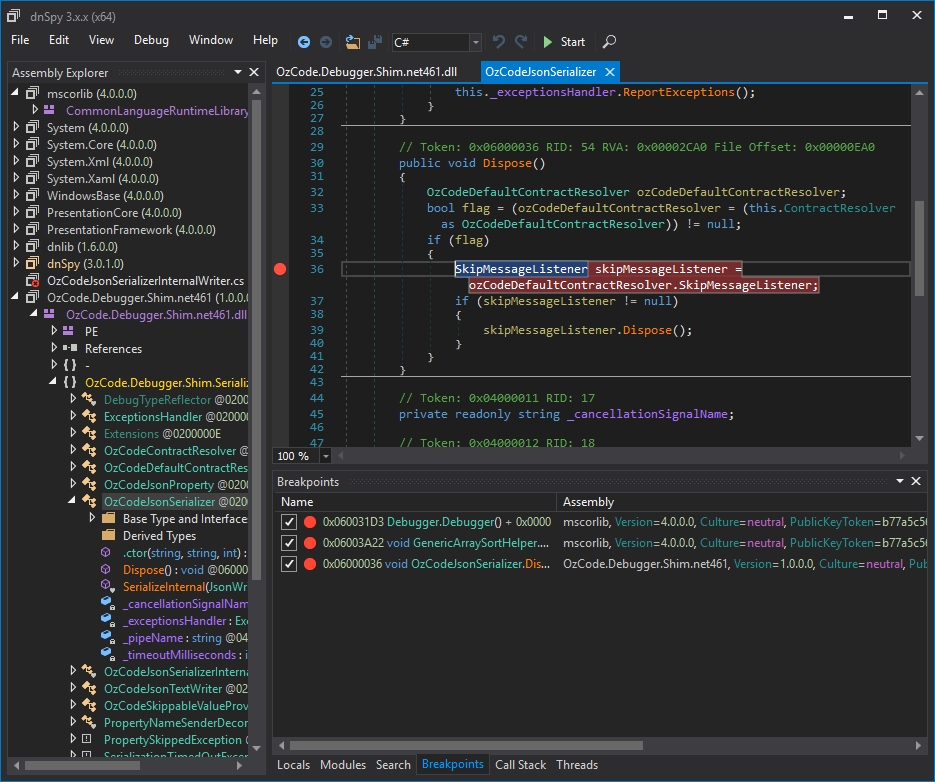 dnSpy 3.x.x (x64)
File Edit View Debug Window Help C# Start
Assembly Explorer
mscorlib (4.0.0.0)
CommonLanguageRuntimeLibrary
System (4.0.0.0)
System.Core (4.0.0.0)
System.Xml (4.0.0.0)
System.Xaml (4.0.0.0)
WindowsBase (4.0.0.0)
PresentationCore (4.0.0.0)
PresentationFramework (4.0.0.0)
dnlib (1.6.0.0)
dnSpy (3.0.1.0)
OzCodeJsonSerializerInternalWriter.cs
OzCode.Debugger.Shim.net461 (1.0.0.
OzCode.Debugger.Shim.net461.dll
PE
References
{ } -
{ } OzCode.Debugger.Shim.Serializ
DebugTypeReflector @0200
ExceptionsHandler @02000
Extensions @0200000E
OzCodeContractResolver @
OzCodeDefaultContractRes
OzCodeJsonProperty @0200
OzCodeJsonSerializer @020
Base Type and Interface
Derived Types
.ctor(string, string, int) :
Dispose() : void @06000
SerializeInternal(JsonWr
_cancellationSignalNam
_exceptionsHandler : Ex
_pipeName : string @04
_timeoutMilliseconds : i
OzCodeJsonSerializerInterna
OzCodeJsonTextWriter @02
OzCodeSkippableValueProv
PropertyNameSenderDecor
PropertySkippedException
SerializationTimedOutExce
OzCode.Debugger.Shim.net461.dll OzCodeJsonSerializer
25 this._exceptionsHandler.ReportExceptions();
26 }
27 }
28
29 // Token: 0x06000036 RID: 54 RVA: 0x00002CA0 File Offset: 0x00000EA0
30 public void Dispose()
31 {
32 OzCodeDefaultContractResolver ozCodeDefaultContractResolver;
33 bool flag = (ozCodeDefaultContractResolver = (this.ContractResolver
as OzCodeDefaultContractResolver)) != null;
34 if (flag)
35 {
36 SkipMessageListener skipMessageListener =
ozCodeDefaultContractResolver.SkipMessageListener;
37 if (skipMessageListener != null)
38 {
39 skipMessageListener.Dispose();
40 }
41 }
42 }
43
44 // Token: 0x04000011 RID: 17
45 private readonly string _cancellationSignalName;
46
47 // Token: 0x04000012 RID: 18
100 %
Breakpoints
Name Assembly
0x060031D3 Debugger.Debugger() + 0x0000 mscorlib, Version=4.0.0.0, Culture=neutral, PublicKeyToken=b77a5c56
0x06003A22 void GenericArraySortHelper.... mscorlib, Version=4.0.0.0, Culture=neutral, PublicKeyToken=b77a5c56
0x06000036 void OzCodeJsonSerializer.Dis... OzCode.Debugger.Shim.net461, Version=1.0.0.0, Culture=neutral, Pub
Locals Modules Search Breakpoints Call Stack Threads